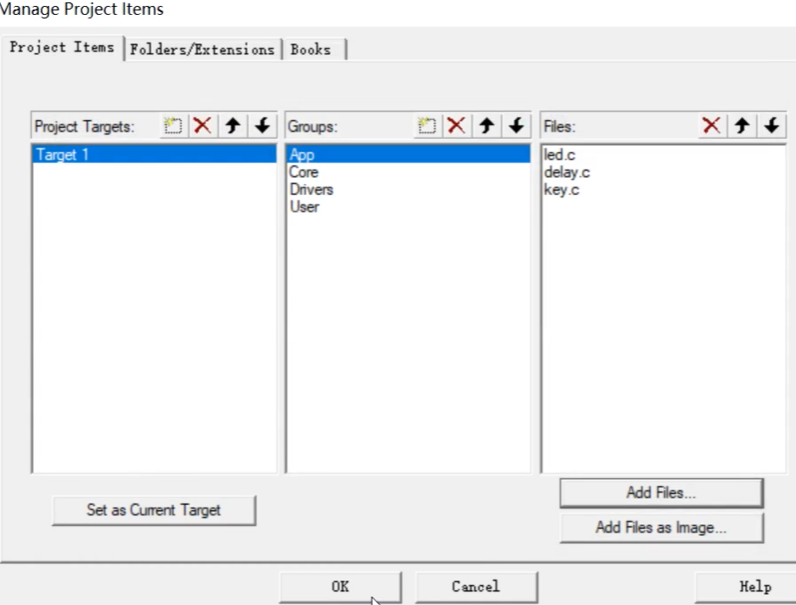 Manage Project Items
Project Items Folders/Extensions Books
Project Targets: Groups: Files:
Target 1 App led.c
Core delay.c
Drivers key.c
User
Add Files...
Set as Current Target
Add Files as Image...
OK Cancel Help